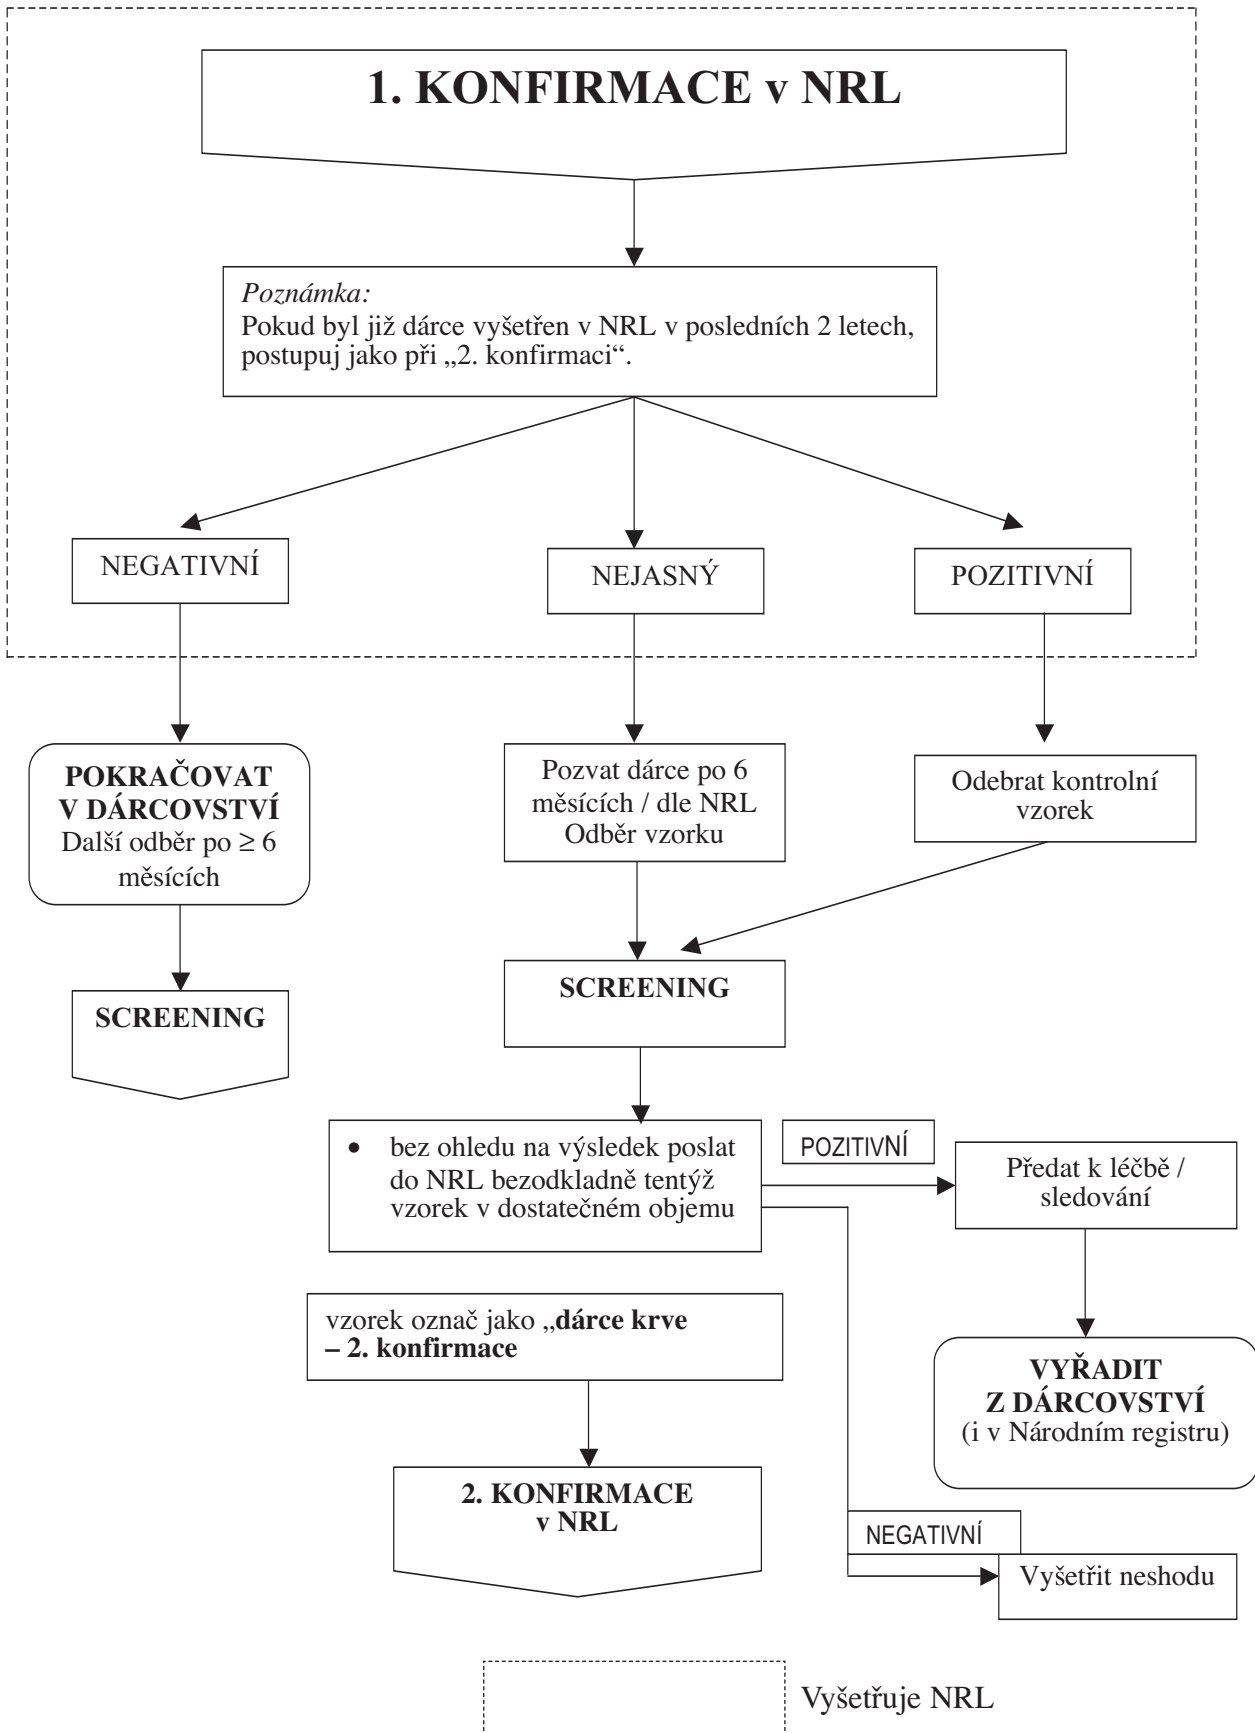 1. KONFIRMACE v NRL
Poznámka:
Pokud byl již dárce vyšetřen v NRL v posledních 2 letech,
postupuj jako při „2. konfirmaci“.
NEGATIVNÍ
NEJASNÝ
POZITIVNÍ
POKRAČOVAT
V DÁRCOVSTVÍ
Další odběr po ≥ 6
měsících
Pozvat dárce po 6
měsících / dle NRL
Odběr vzorku
Odebrat kontrolní
vzorek
SCREENING
SCREENING
• bez ohledu na výsledek poslat
do NRL bezodkladně tentýž
vzorek v dostatečném objemu
POZITIVNÍ
Předat k léčbě /
sledování
vzorek označ jako „dárce krve
– 2. konfirmace
VYŘADIT
Z DÁRCOVSTVÍ
(i v Národním registru)
2. KONFIRMACE
v NRL
NEGATIVNÍ
Vyšetřit neshodu
Vyšetřuje NRL